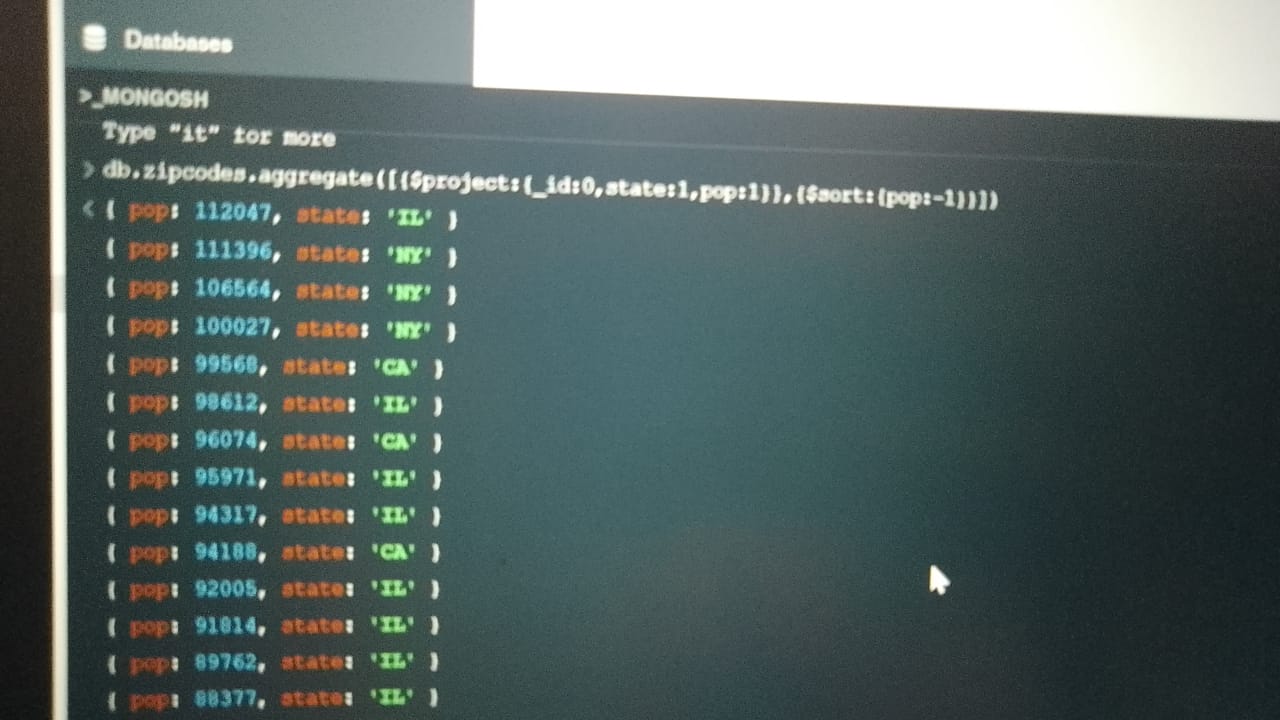 Databases
>_MONGOSH
Type "it" for more
> db.zipcodes.aggregate([{$project:{_id:0,state:1,pop:1}},{$sort:{pop:-1}}])
< { pop: 112047, state: 'IL' }
{ pop: 111396, state: 'NY' }
{ pop: 106564, state: 'NY' }
{ pop: 100027, state: 'NY' }
{ pop: 99568, state: 'CA' }
{ pop: 98612, state: 'IL' }
{ pop: 96074, state: 'CA' }
{ pop: 95971, state: 'IL' }
{ pop: 94317, state: 'IL' }
{ pop: 94188, state: 'CA' }
{ pop: 92005, state: 'IL' }
{ pop: 91814, state: 'IL' }
{ pop: 89762, state: 'IL' }
{ pop: 88377, state: 'IL' }